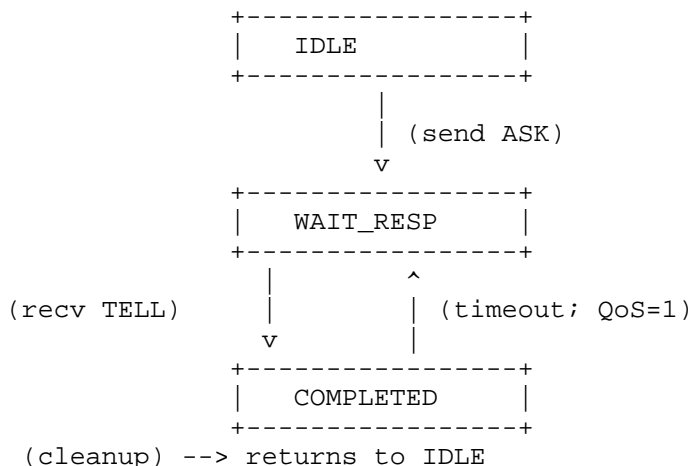 IDLE
(send ASK)
WAIT_RESP
(recv TELL) (timeout; QoS=1)
COMPLETED
(cleanup) --> returns to IDLE